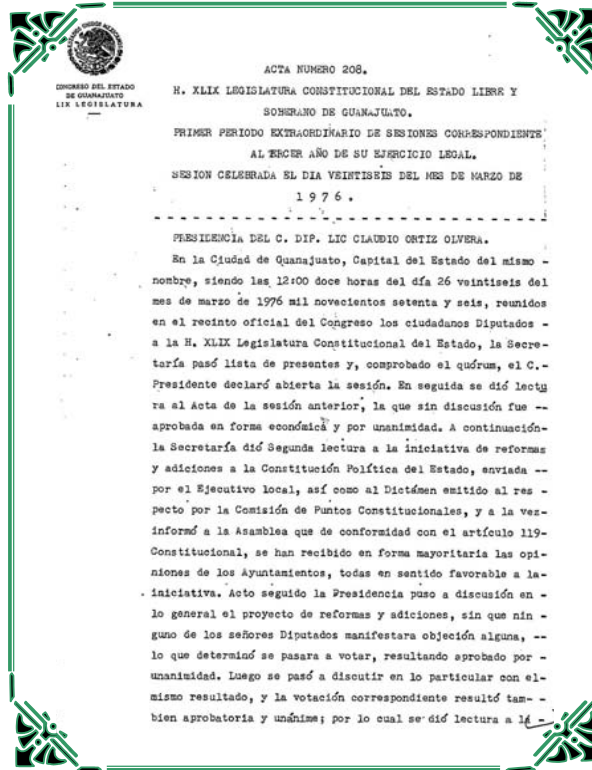 ESTADOS UNIDOS MEXICANOS
CONGRESO DEL ESTADO
DE GUANAJUATO
LIX LEGISLATURA
ACTA NUMERO 208.
H. XLIX LEGISLATURA CONSTITUCIONAL DEL ESTADO LIBRE Y
SOBERANO DE GUANAJUATO.
PRIMER PERIODO EXTRAORDINARIO DE SESIONES CORRESPONDIENTE
AL TERCER AÑO DE SU EJERCICIO LEGAL.
SESION CELEBRADA EL DIA VEINTISEIS DEL MES DE MARZO DE
1 9 7 6 .
- - - - - - - - - - - - - - - - - - - - - - - - - - - - -
PRESIDENCIA DEL C. DIP. LIC CLAUDIO ORTIZ OLVERA.
En la Ciudad de Guanajuato, Capital del Estado del mismo -
nombre, siendo las 12:00 doce horas del día 26 veintiseis del
mes de marzo de 1976 mil novecientos setenta y seis, reunidos
en el recinto oficial del Congreso los ciudadanos Diputados -
a la H. XLIX Legislatura Constitucional del Estado, la Secre-
taría pasó lista de presentes y, comprobado el quórum, el C.-
Presidente declaró abierta la sesión. En seguida se dió lectu
ra al Acta de la sesión anterior, la que sin discusión fue --
aprobada en forma económica y por unanimidad. A continuación-
la Secretaría dió Segunda lectura a la iniciativa de reformas
y adiciones a la Constitución Política del Estado, enviada --
por el Ejecutivo local, así como al Dictámen emitido al res -
pecto por la Comisión de Puntos Constitucionales, y a la vez-
informó a la Asamblea que de conformidad con el artículo 119-
Constitucional, se han recibido en forma mayoritaria las opi-
niones de los Ayuntamientos, todas en sentido favorable a la-
iniciativa. Acto seguido la Presidencia puso a discusión en -
lo general el proyecto de reformas y adiciones, sin que nin -
guno de los señores Diputados manifestara objeción alguna, --
lo que determinó se pasara a votar, resultando aprobado por -
unanimidad. Luego se pasó a discutir en lo particular con el-
mismo resultado, y la votación correspondiente resultó tam- -
bien aprobatoria y unánime; por lo cual se dió lectura a la -